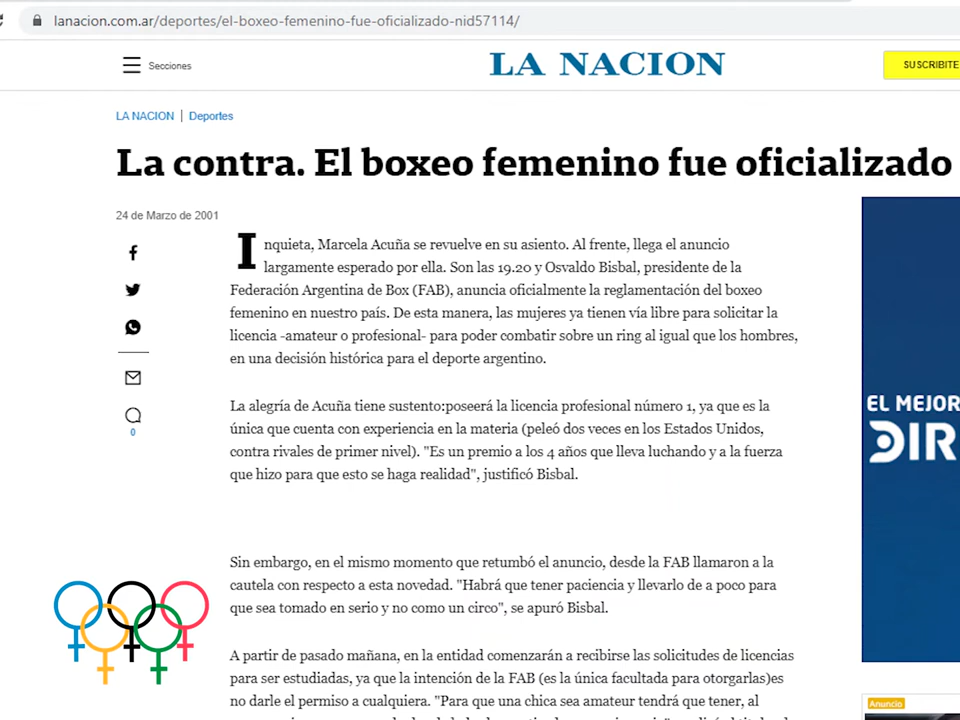 lanacion.com.ar/deportes/el-boxeo-femenino-fue-oficializado-nid57114/
Secciones
LA NACION
SUSCRIBITE
LA NACION | Deportes
La contra. El boxeo femenino fue oficializado
24 de Marzo de 2001
Inquieta, Marcela Acuña se revuelve en su asiento. Al frente, llega el anuncio
largamente esperado por ella. Son las 19.20 y Osvaldo Bisbal, presidente de la
Federación Argentina de Box (FAB), anuncia oficialmente la reglamentación del boxeo
femenino en nuestro país. De esta manera, las mujeres ya tienen vía libre para solicitar la
licencia -amateur o profesional- para poder combatir sobre un ring al igual que los hombres,
en una decisión histórica para el deporte argentino.
La alegría de Acuña tiene sustento:poseerá la licencia profesional número 1, ya que es la
única que cuenta con experiencia en la materia (peleó dos veces en los Estados Unidos,
contra rivales de primer nivel). "Es un premio a los 4 años que lleva luchando y a la fuerza
que hizo para que esto se haga realidad", justificó Bisbal.
0
Sin embargo, en el mismo momento que retumbó el anuncio, desde la FAB llamaron a la
cautela con respecto a esta novedad. "Habrá que tener paciencia y llevarlo de a poco para
que sea tomado en serio y no como un circo", se apuró Bisbal.
A partir de pasado mañana, en la entidad comenzarán a recibirse las solicitudes de licencias
para ser estudiadas, ya que la intención de la FAB (es la única facultada para otorgarlas)es
no darle el permiso a cualquiera. "Para que una chica sea amateur tendrá que tener, al
EL MEJOR
DIR
Anuncio